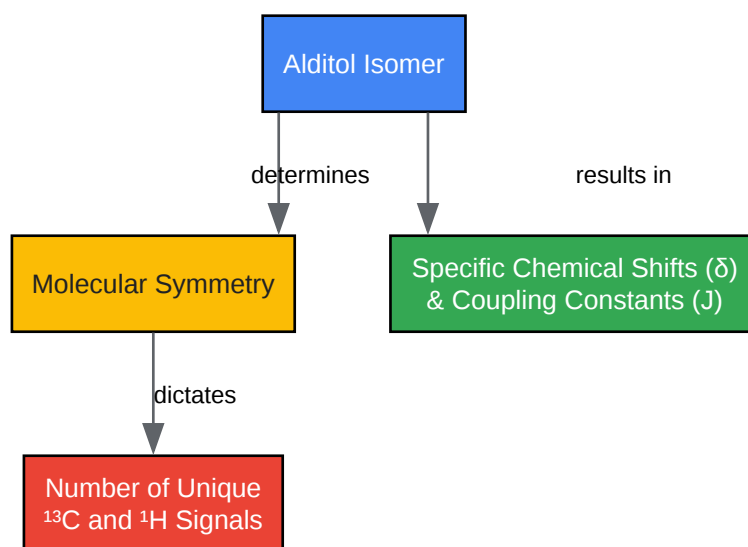 Alditol Isomer
determines
results in
Molecular Symmetry
Specific Chemical Shifts (δ)
& Coupling Constants (J)
dictates
Number of Unique
¹³C and ¹H Signals